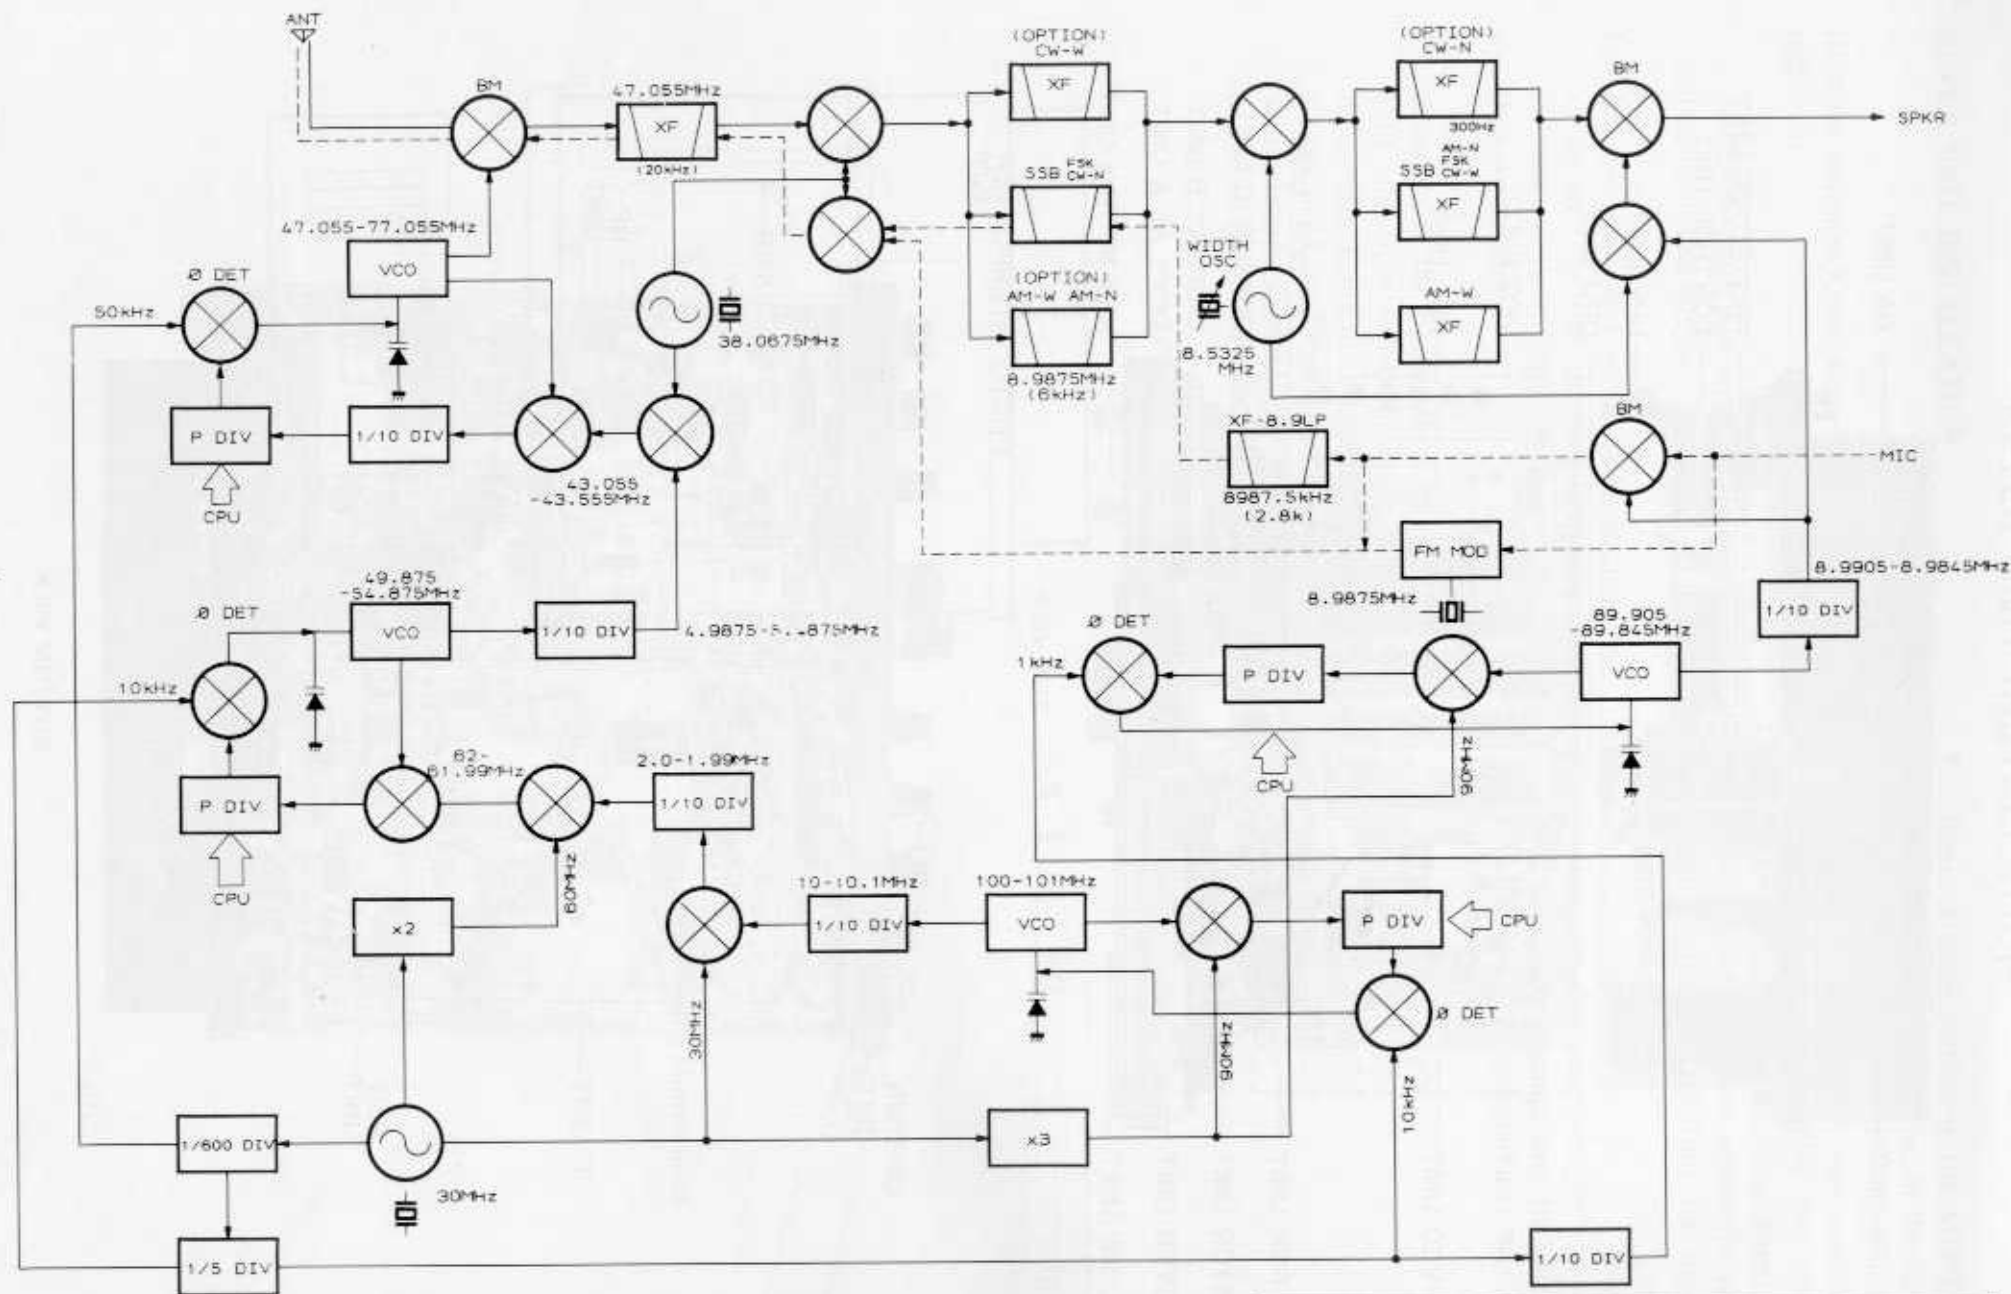 ANT
BM
47.055MHz
XF
(20kHz)
(OPTION)
CW-W
XF
(OPTION)
CW-N
XF
300Hz
BM
SPKR
SSB FSK
CW-N
AM-N
SSB FSK
CW-W
XF
47.055-77.055MHz
VCO
Ø DET
50kHz
38.0675MHz
(OPTION)
AM-W AM-N
8.9875MHz
(6kHz)
WIDTH
OSC
8.5325
MHz
AM-W
XF
P DIV
1/10 DIV
CPU
43.055
-43.555MHz
XF-8.9LP
8987.5kHz
(2.8k)
BM
MIC
FM MOD
8.9875MHz
8.9905-8.9845MHz
1/10 DIV
49.875
-54.875MHz
Ø DET
VCO
1/10 DIV
10kHz
Ø DET
1kHz
P DIV
89.905
-89.845MHz
VCO
CPU
90MHz
62-
61.99MHz
2.0-1.99MHz
P DIV
1/10 DIV
CPU
60MHz
x2
10-10.1MHz
1/10 DIV
100-101MHz
VCO
P DIV
CPU
Ø DET
30MHz
90MHz
10kHz
1/600 DIV
30MHz
x3
1/5 DIV
1/10 DIV